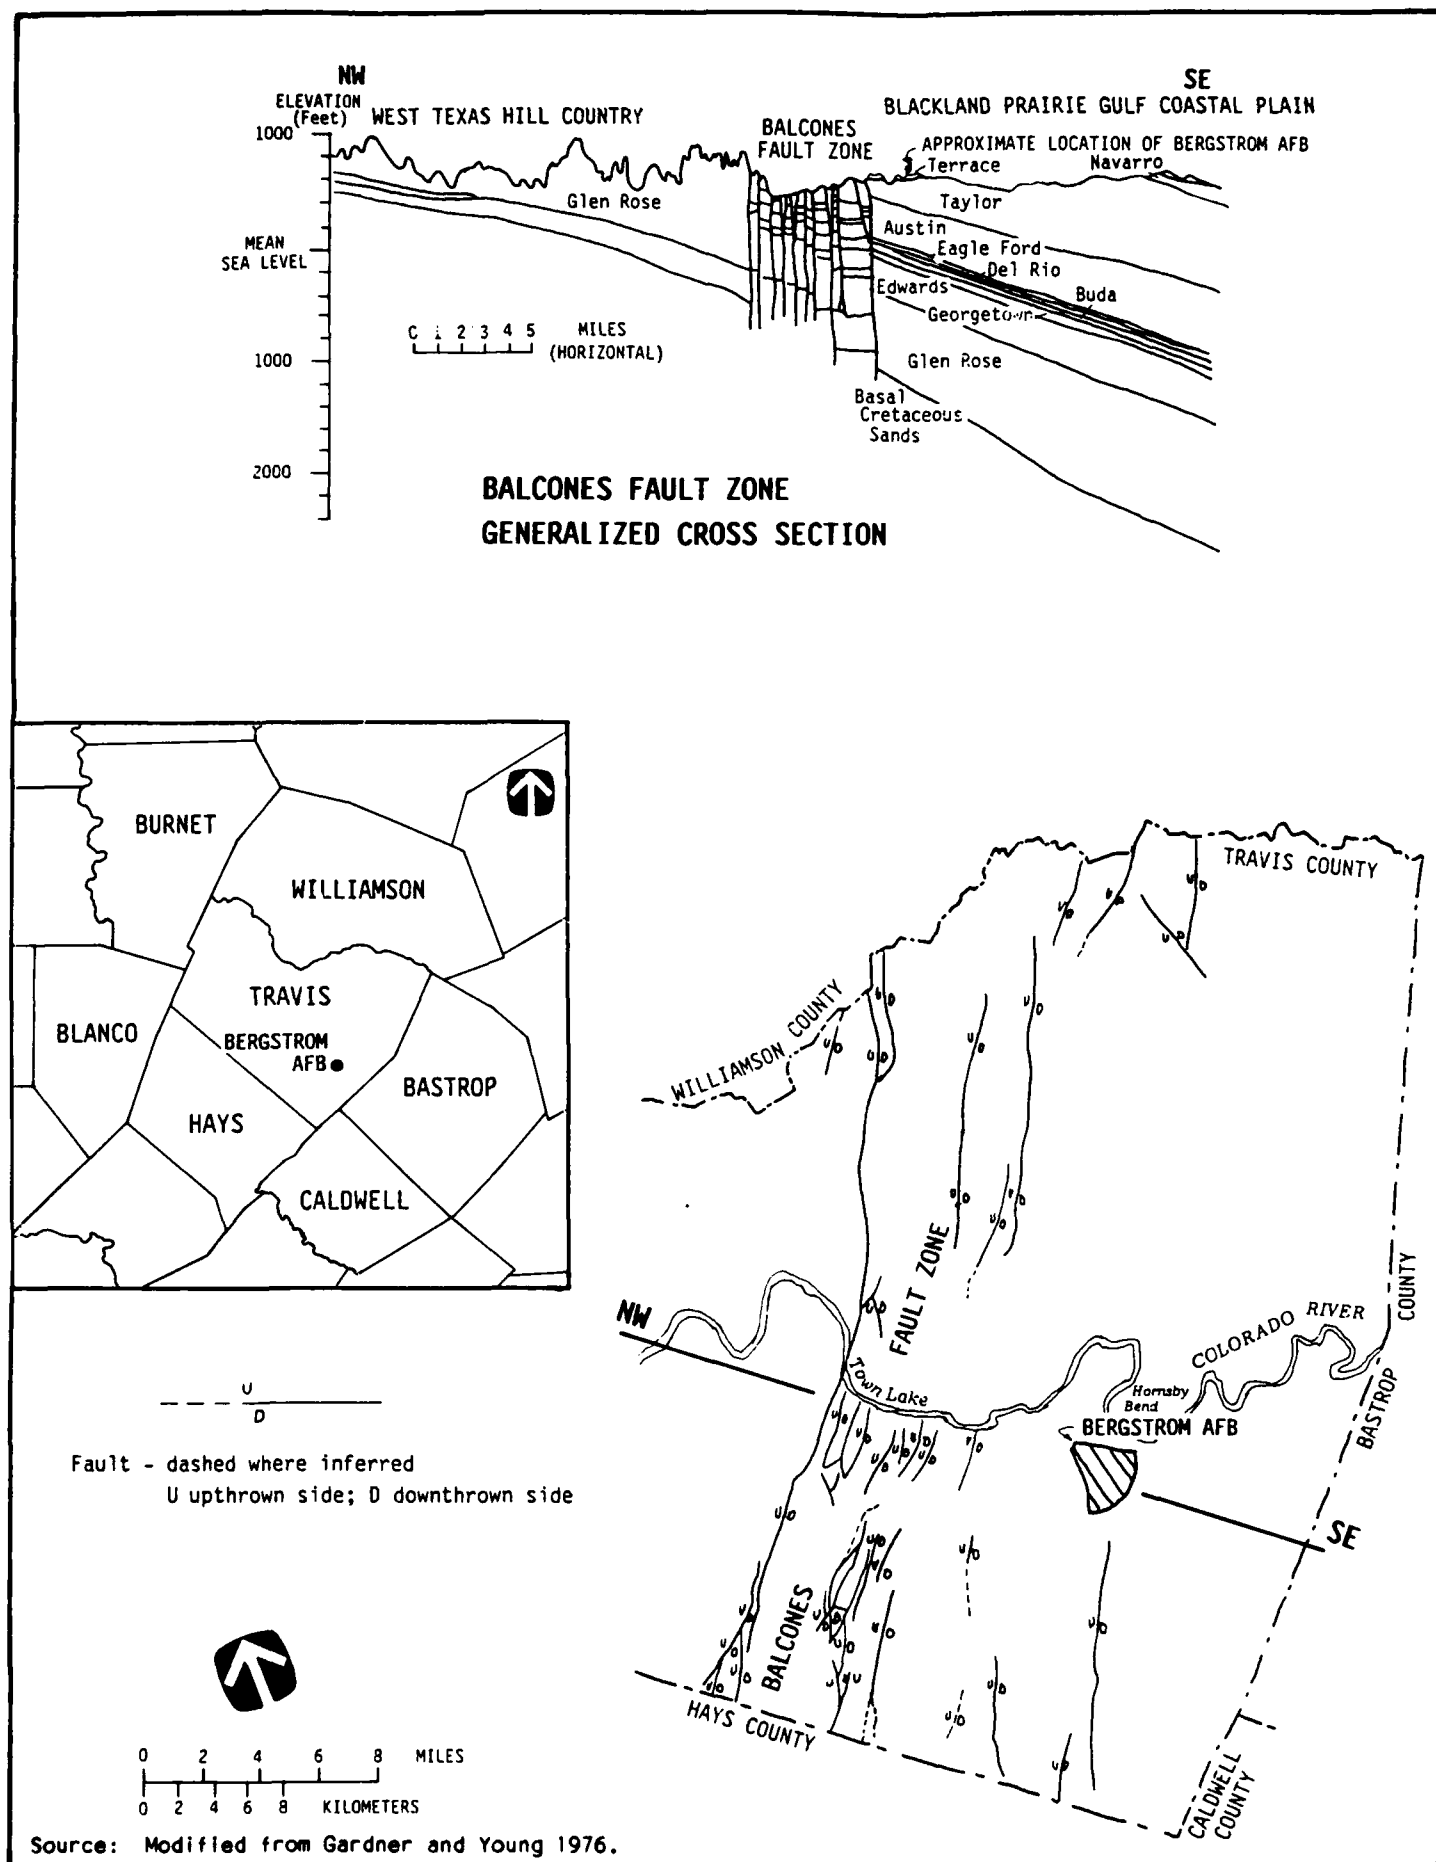 NW
SE
ELEVATION
(Feet)
WEST TEXAS HILL COUNTRY
BLACKLAND PRAIRIE GULF COASTAL PLAIN
BALCONES
FAULT ZONE
APPROXIMATE LOCATION OF BERGSTROM AFB
1000
Terrace
Navarro
Glen Rose
Taylor
Austin
MEAN
SEA LEVEL
Eagle Ford
Del Rio
Edwards
Buda
Georgetown
0 1 2 3 4 5 MILES
(HORIZONTAL)
1000
Glen Rose
Basal
Cretaceous
Sands
2000
BALCONES FAULT ZONE
GENERALIZED CROSS SECTION
BURNET
WILLIAMSON
TRAVIS
BLANCO
BERGSTROM
AFB
BASTROP
HAYS
CALDWELL
TRAVIS COUNTY
WILLIAMSON COUNTY
FAULT ZONE
NW
COUNTY
COLORADO RIVER
Town Lake
Hornsby
Bend
BERGSTROM AFB
BASTROP
SE
BALCONES
HAYS COUNTY
CALDWELL
COUNTY
U
D
Fault - dashed where inferred
U upthrown side; D downthrown side
0 2 4 6 8 MILES
0 2 4 6 8 KILOMETERS
Source: Modified from Gardner and Young 1976.